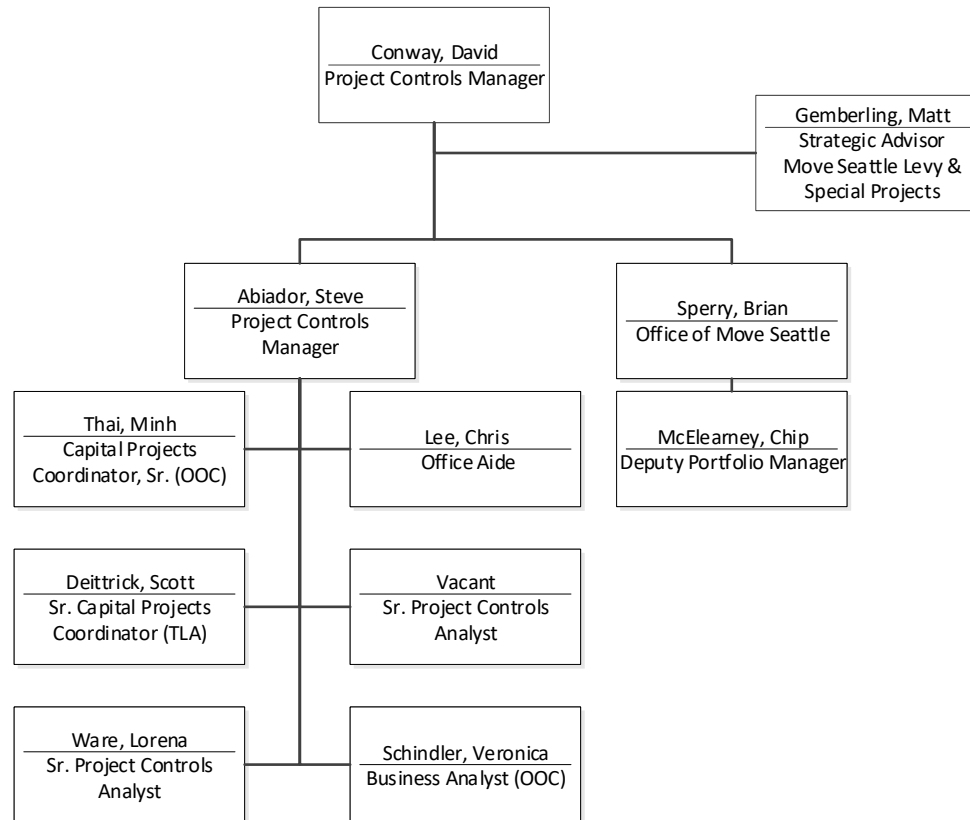 Conway, David
Project Controls Manager
Gemberling, Matt
Strategic Advisor
Move Seattle Levy &
Special Projects
Abiador, Steve
Project Controls
Manager
Sperry, Brian
Office of Move Seattle
Thai, Minh
Capital Projects
Coordinator, Sr. (OOC)
Lee, Chris
Office Aide
McElearney, Chip
Deputy Portfolio Manager
Deittrick, Scott
Sr. Capital Projects
Coordinator (TLA)
Vacant
Sr. Project Controls
Analyst
Ware, Lorena
Sr. Project Controls
Analyst
Schindler, Veronica
Business Analyst (OOC)